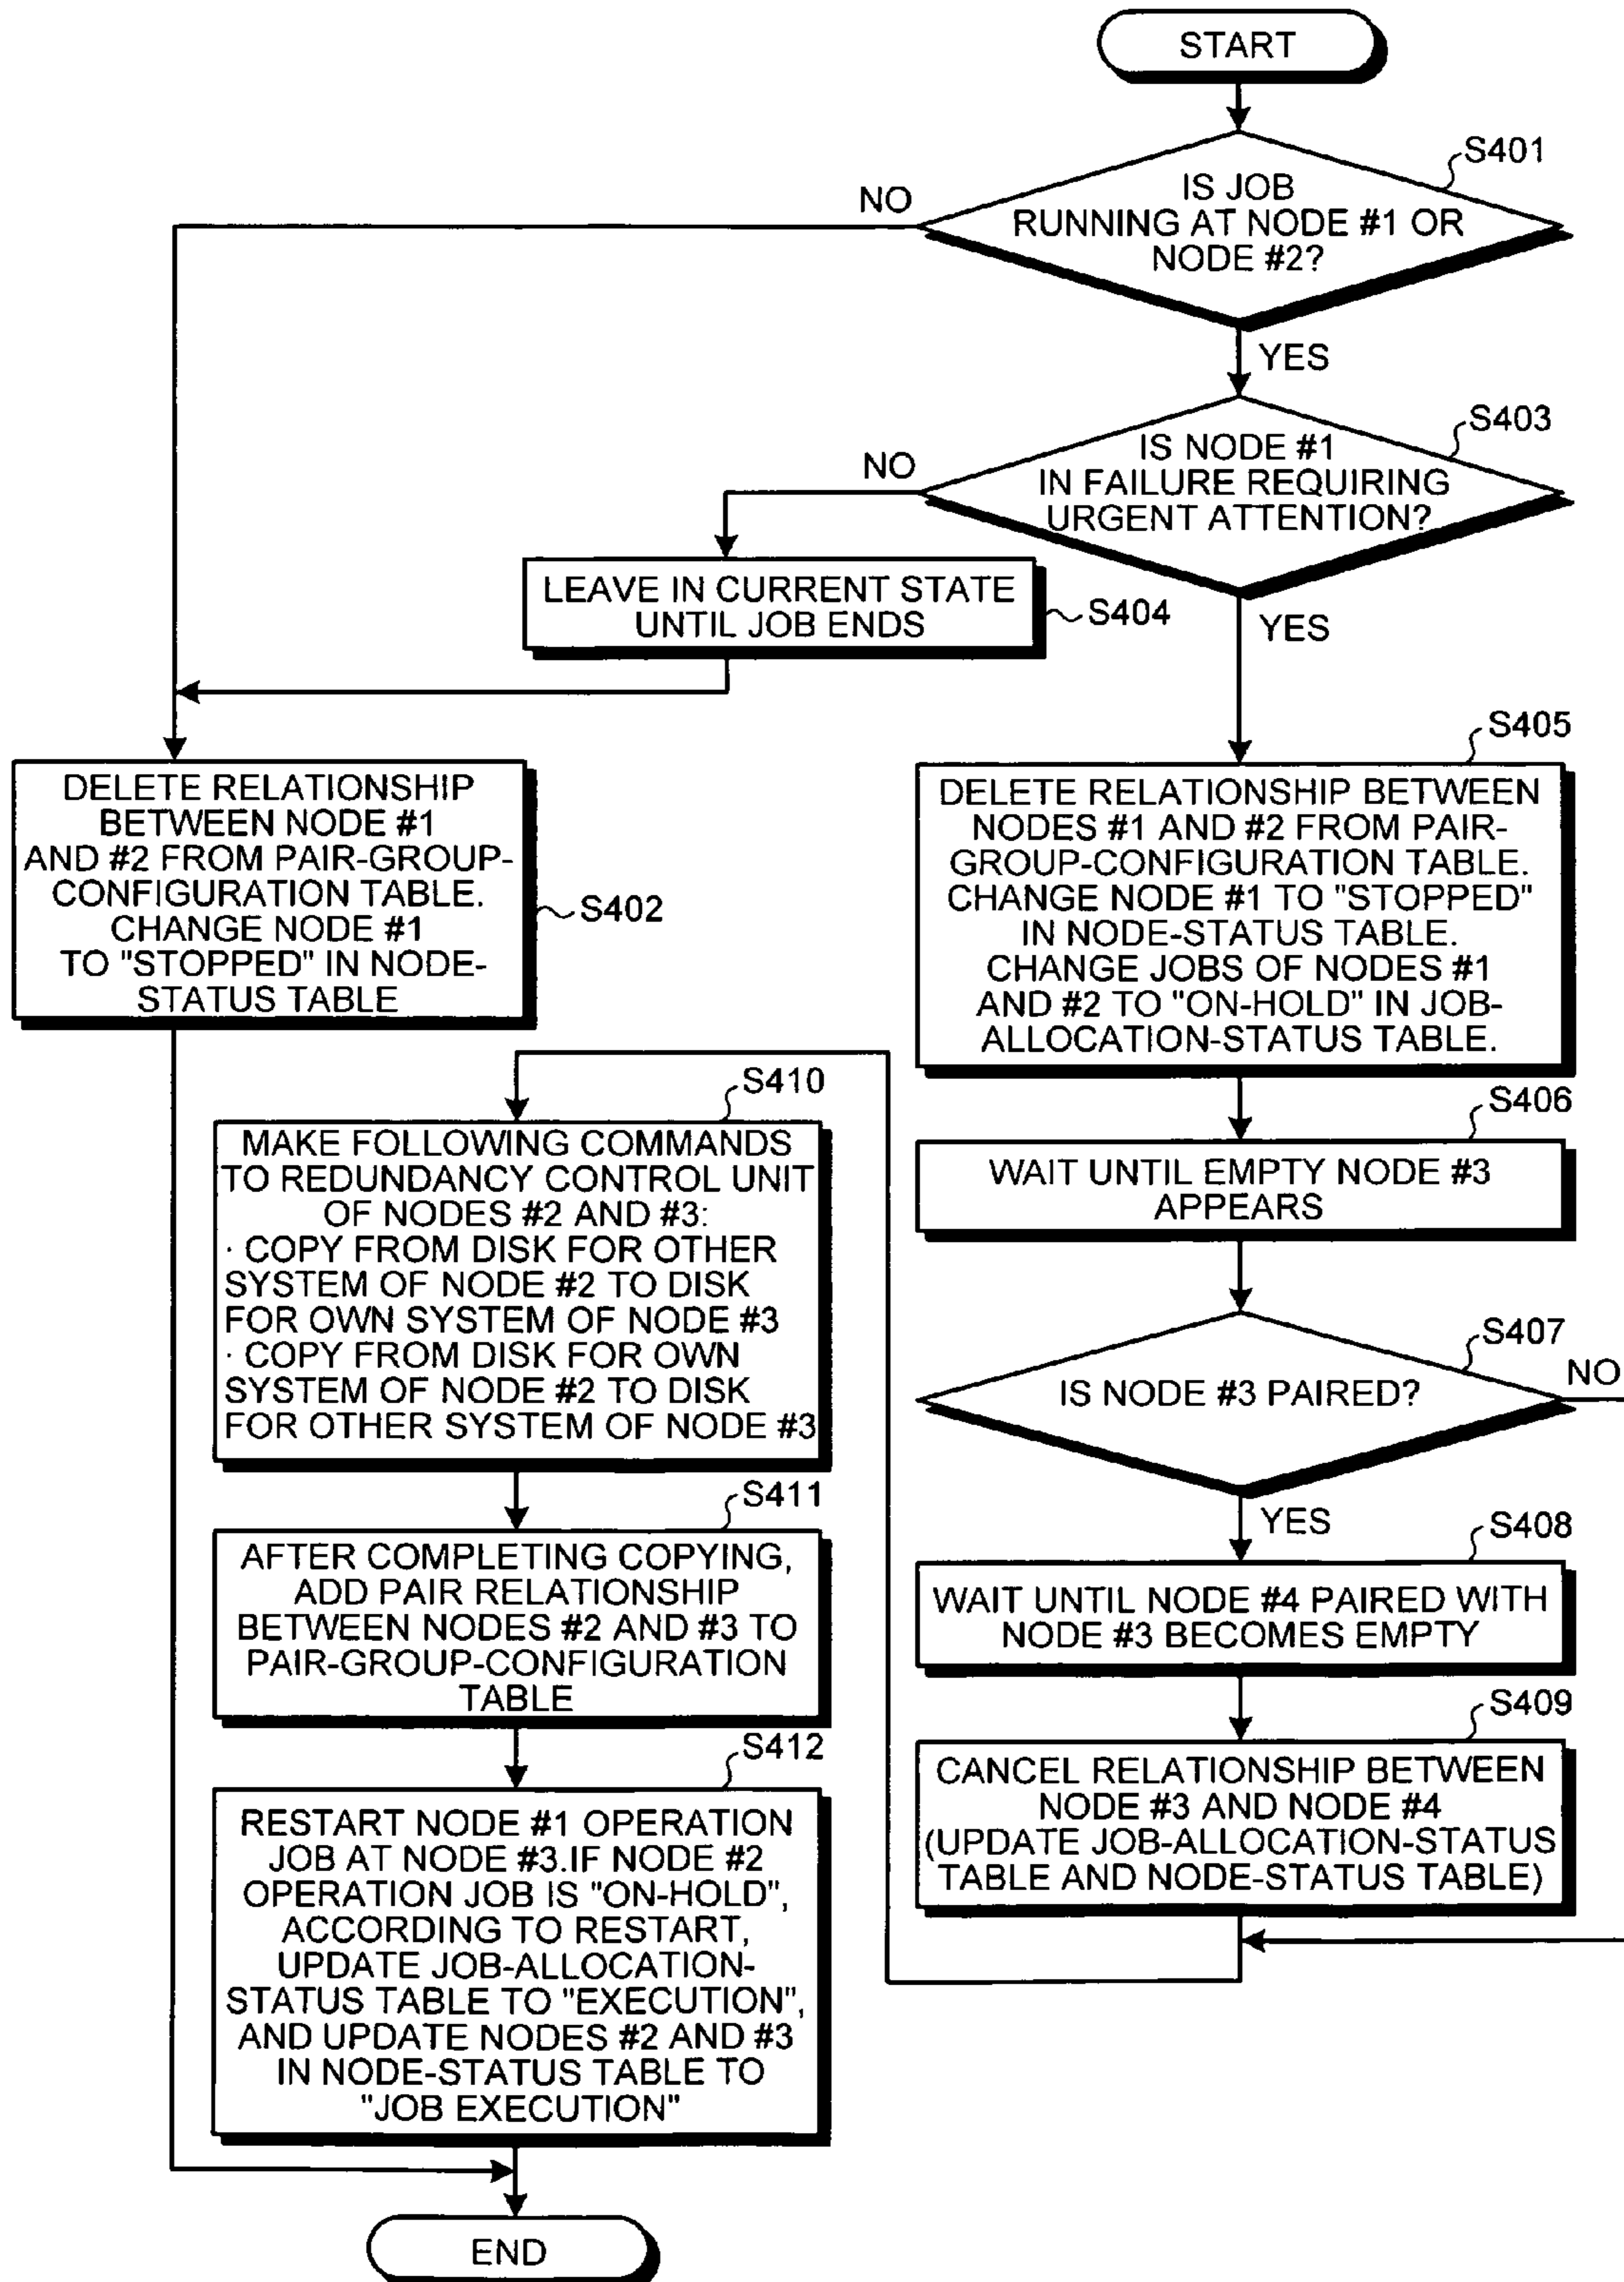 START
S401
IS JOB
RUNNING AT NODE #1 OR
NODE #2?
NO
YES
S403
IS NODE #1
IN FAILURE REQUIRING
URGENT ATTENTION?
NO
YES
LEAVE IN CURRENT STATE
UNTIL JOB ENDS
S404
DELETE RELATIONSHIP
BETWEEN NODE #1
AND #2 FROM PAIR-GROUP-
CONFIGURATION TABLE.
CHANGE NODE #1
TO "STOPPED" IN NODE-
STATUS TABLE
S402
S405
DELETE RELATIONSHIP BETWEEN
NODES #1 AND #2 FROM PAIR-
GROUP-CONFIGURATION TABLE.
CHANGE NODE #1 TO "STOPPED"
IN NODE-STATUS TABLE.
CHANGE JOBS OF NODES #1
AND #2 TO "ON-HOLD" IN JOB-
ALLOCATION-STATUS TABLE.
S406
WAIT UNTIL EMPTY NODE #3
APPEARS
S407
IS NODE #3 PAIRED?
NO
YES
S408
WAIT UNTIL NODE #4 PAIRED WITH
NODE #3 BECOMES EMPTY
S409
CANCEL RELATIONSHIP BETWEEN
NODE #3 AND NODE #4
(UPDATE JOB-ALLOCATION-STATUS
TABLE AND NODE-STATUS TABLE)
S410
MAKE FOLLOWING COMMANDS
TO REDUNDANCY CONTROL UNIT
OF NODES #2 AND #3:
· COPY FROM DISK FOR OTHER
SYSTEM OF NODE #2 TO DISK
FOR OWN SYSTEM OF NODE #3
· COPY FROM DISK FOR OWN
SYSTEM OF NODE #2 TO DISK
FOR OTHER SYSTEM OF NODE #3
S411
AFTER COMPLETING COPYING,
ADD PAIR RELATIONSHIP
BETWEEN NODES #2 AND #3 TO
PAIR-GROUP-CONFIGURATION
TABLE
S412
RESTART NODE #1 OPERATION
JOB AT NODE #3.IF NODE #2
OPERATION JOB IS "ON-HOLD",
ACCORDING TO RESTART,
UPDATE JOB-ALLOCATION-
STATUS TABLE TO "EXECUTION",
AND UPDATE NODES #2 AND #3
IN NODE-STATUS TABLE TO
"JOB EXECUTION"
END